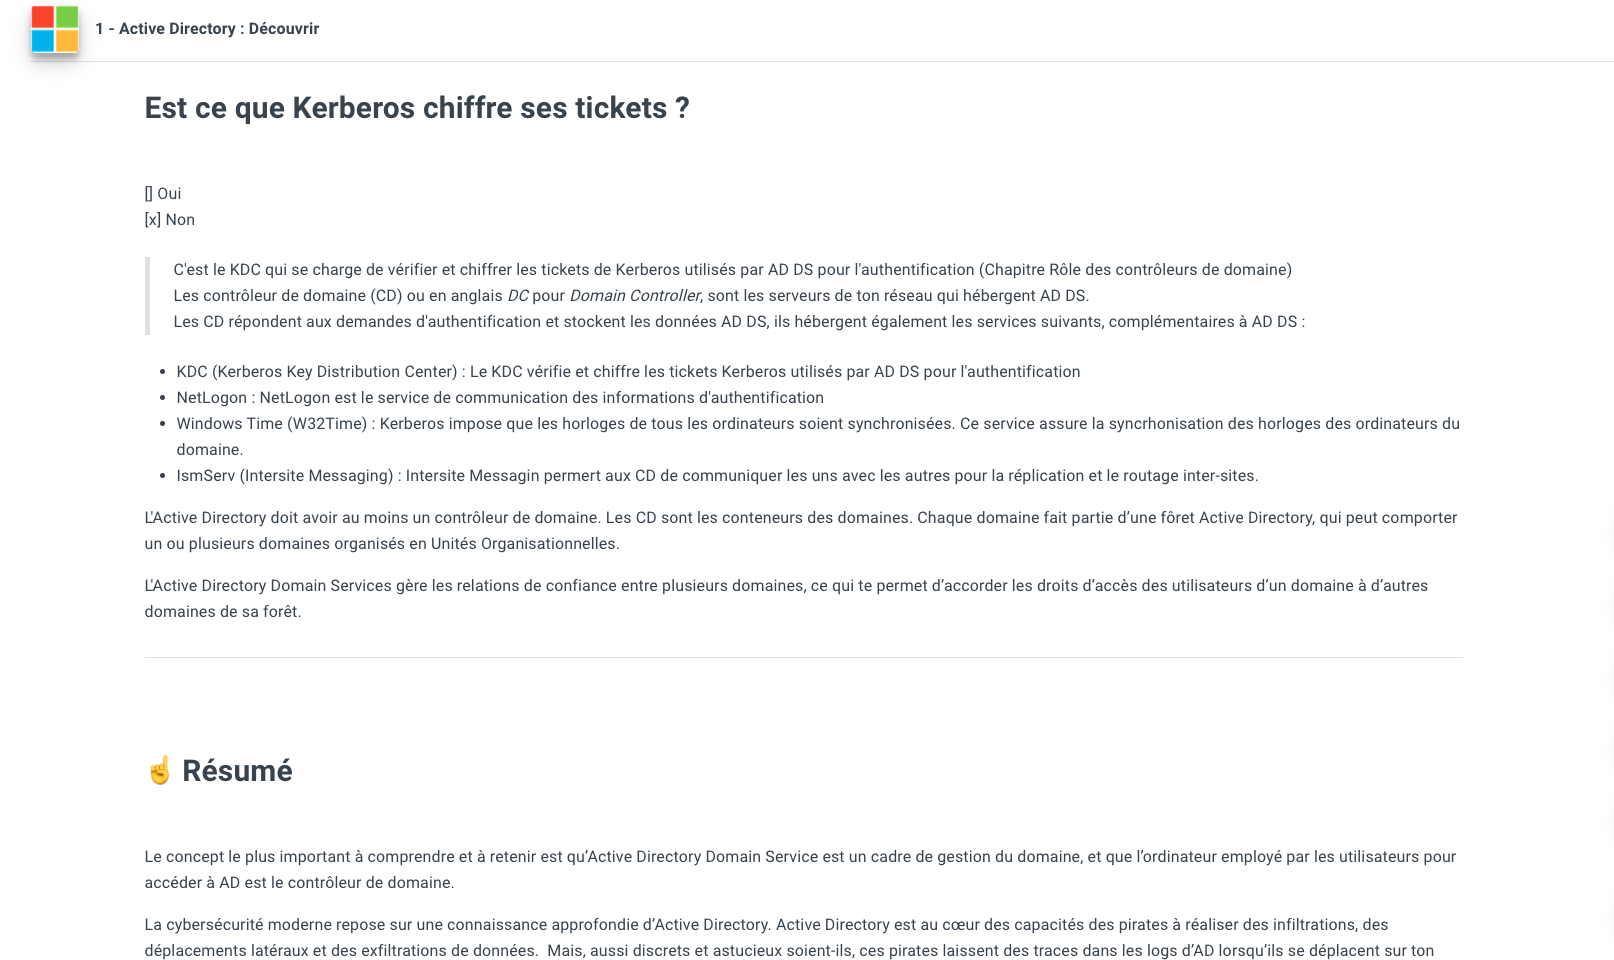 1 - Active Directory : Découvrir
Est ce que Kerberos chiffre ses tickets ?
[] Oui
[x] Non
C'est le KDC qui se charge de vérifier et chiffrer les tickets de Kerberos utilisés par AD DS pour l'authentification (Chapitre Rôle des contrôleurs de domaine)
Les contrôleur de domaine (CD) ou en anglais DC pour Domain Controller, sont les serveurs de ton réseau qui hébergent AD DS.
Les CD répondent aux demandes d'authentification et stockent les données AD DS, ils hébergent également les services suivants, complémentaires à AD DS :
• KDC (Kerberos Key Distribution Center) : Le KDC vérifie et chiffre les tickets Kerberos utilisés par AD DS pour l'authentification
• NetLogon : NetLogon est le service de communication des informations d'authentification
• Windows Time (W32Time) : Kerberos impose que les horloges de tous les ordinateurs soient synchronisées. Ce service assure la syncrhonisation des horloges des ordinateurs du
domaine.
• IsmServ (Intersite Messaging) : Intersite Messagin permert aux CD de communiquer les uns avec les autres pour la réplication et le routage inter-sites.
L'Active Directory doit avoir au moins un contrôleur de domaine. Les CD sont les conteneurs des domaines. Chaque domaine fait partie d’une fôret Active Directory, qui peut comporter
un ou plusieurs domaines organisés en Unités Organisationnelles.
L'Active Directory Domain Services gère les relations de confiance entre plusieurs domaines, ce qui te permet d’accorder les droits d’accès des utilisateurs d’un domaine à d’autres
domaines de sa forêt.
☝️ Résumé
Le concept le plus important à comprendre et à retenir est qu’Active Directory Domain Service est un cadre de gestion du domaine, et que l’ordinateur employé par les utilisateurs pour
accéder à AD est le contrôleur de domaine.
La cybersécurité moderne repose sur une connaissance approfondie d’Active Directory. Active Directory est au cœur des capacités des pirates à réaliser des infiltrations, des
déplacements latéraux et des exfiltrations de données.  Mais, aussi discrets et astucieux soient-ils, ces pirates laissent des traces dans les logs d’AD lorsqu’ils se déplacent sur ton